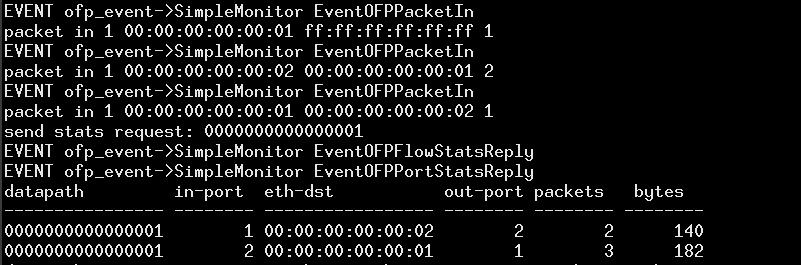 EVENT ofp_event->SimpleMonitor EventOFPPacketIn
packet in 1 00:00:00:00:00:01 ff:ff:ff:ff:ff:ff 1
EVENT ofp_event->SimpleMonitor EventOFPPacketIn
packet in 1 00:00:00:00:00:02 00:00:00:00:00:01 2
EVENT ofp_event->SimpleMonitor EventOFPPacketIn
packet in 1 00:00:00:00:00:01 00:00:00:00:00:02 1
send stats request: 0000000000000001
EVENT ofp_event->SimpleMonitor EventOFPFlowStatsReply
EVENT ofp_event->SimpleMonitor EventOFPPortStatsReply
datapath         in-port  eth-dst           out-port packets  bytes
---------------- -------- ----------------- -------- -------- --------
0000000000000001        1 00:00:00:00:00:02        2        2      140
0000000000000001        2 00:00:00:00:00:01        1        3      182